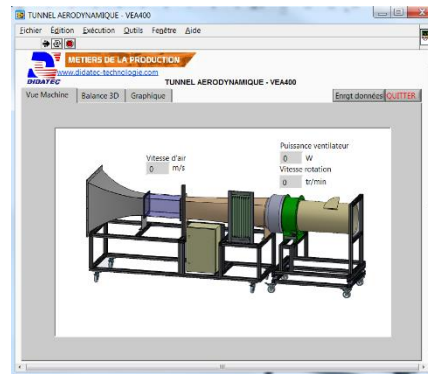 TUNNEL AERODYNAMIQUE - VEA400
Fichier Edition Exécution Outils Fenêtre Aide
METIERS DE LA PRODUCTION
www.didatec-technologie.com
DIDATEC
TUNNEL AERODYNAMIQUE - VEA400
Vue Machine Balance 3D Graphique Enrgt données QUITTER
Puissance ventilateur
0 W
Vitesse d'air
0 m/s
Vitesse rotation
0 tr/min